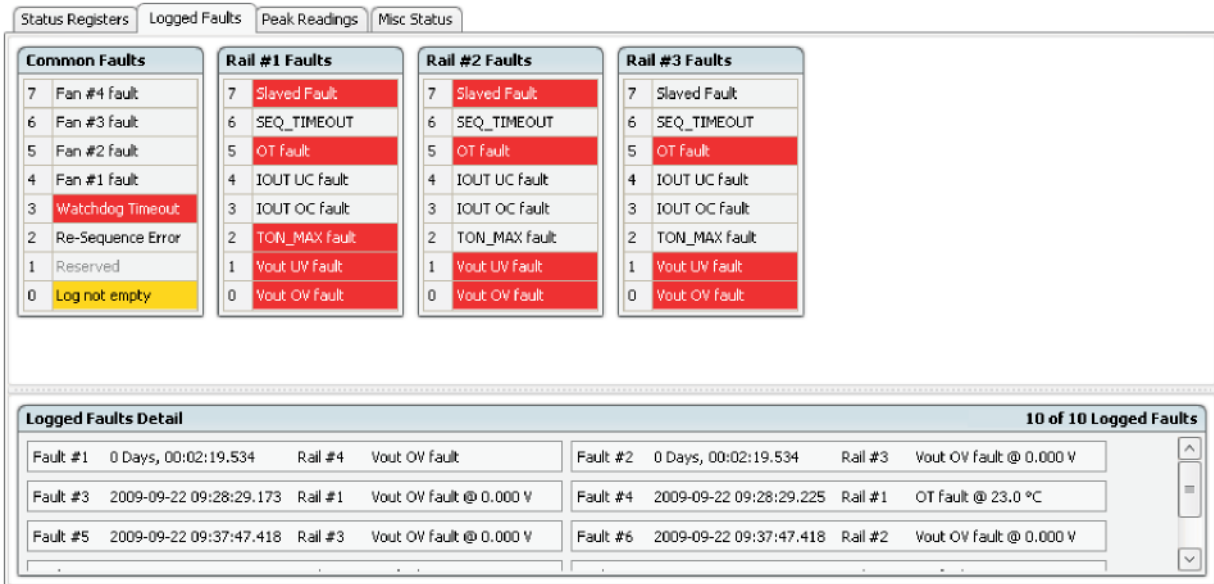 Status Registers Logged Faults Peak Readings Misc Status
Common Faults Rail #1 Faults Rail #2 Faults Rail #3 Faults
7 Fan #4 fault 7 Slaved Fault 7 Slaved Fault 7 Slaved Fault
6 Fan #3 fault 6 SEQ_TIMEOUT 6 SEQ_TIMEOUT 6 SEQ_TIMEOUT
5 Fan #2 fault 5 OT fault 5 OT fault 5 OT fault
4 Fan #1 fault 4 IOUT UC fault 4 IOUT UC fault 4 IOUT UC fault
3 Watchdog Timeout 3 IOUT OC fault 3 IOUT OC fault 3 IOUT OC fault
2 Re-Sequence Error 2 TON_MAX fault 2 TON_MAX fault 2 TON_MAX fault
1 Reserved 1 Vout UV fault 1 Vout UV fault 1 Vout UV fault
0 Log not empty 0 Vout OV fault 0 Vout OV fault 0 Vout OV fault
Logged Faults Detail 10 of 10 Logged Faults
Fault #1 0 Days, 00:02:19.534 Rail #4 Vout OV fault Fault #2 0 Days, 00:02:19.534 Rail #3 Vout OV fault @ 0.000 V
Fault #3 2009-09-22 09:28:29.173 Rail #1 Vout OV fault @ 0.000 V Fault #4 2009-09-22 09:28:29.225 Rail #1 OT fault @ 23.0 °C
Fault #5 2009-09-22 09:37:47.418 Rail #3 Vout OV fault @ 0.000 V Fault #6 2009-09-22 09:37:47.418 Rail #2 Vout OV fault @ 0.000 V